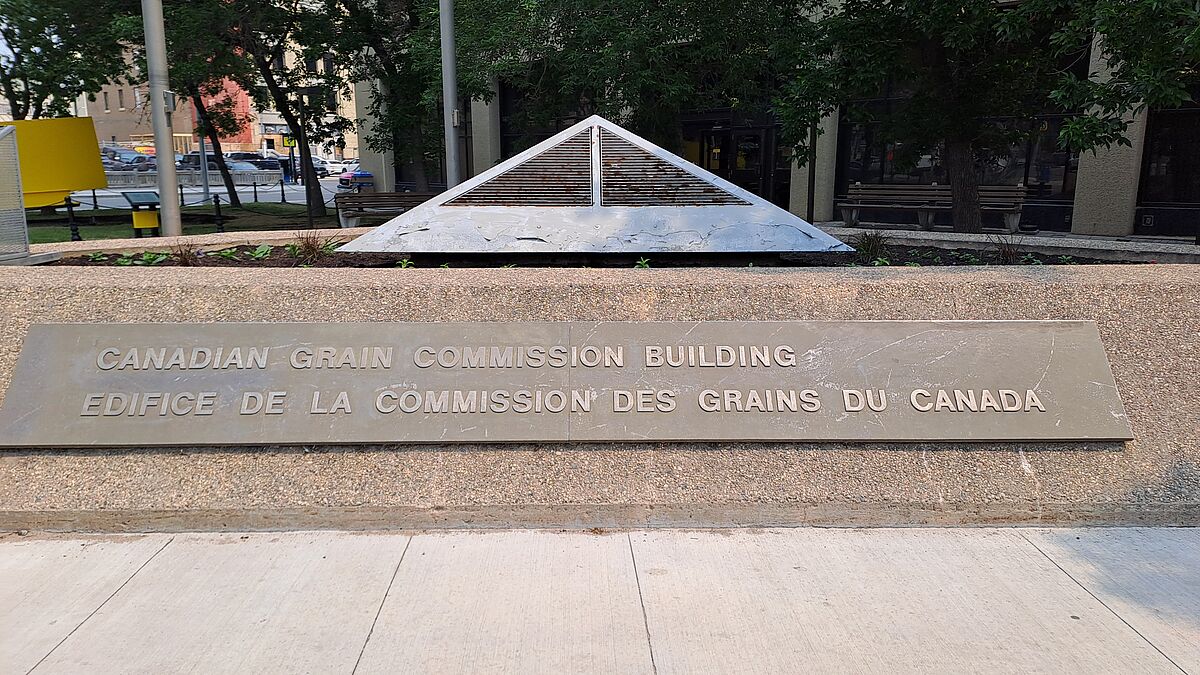 CANADIAN GRAIN COMMISSION BUILDING
EDIFICE DE LA COMMISSION DES GRAINS DU CANADA